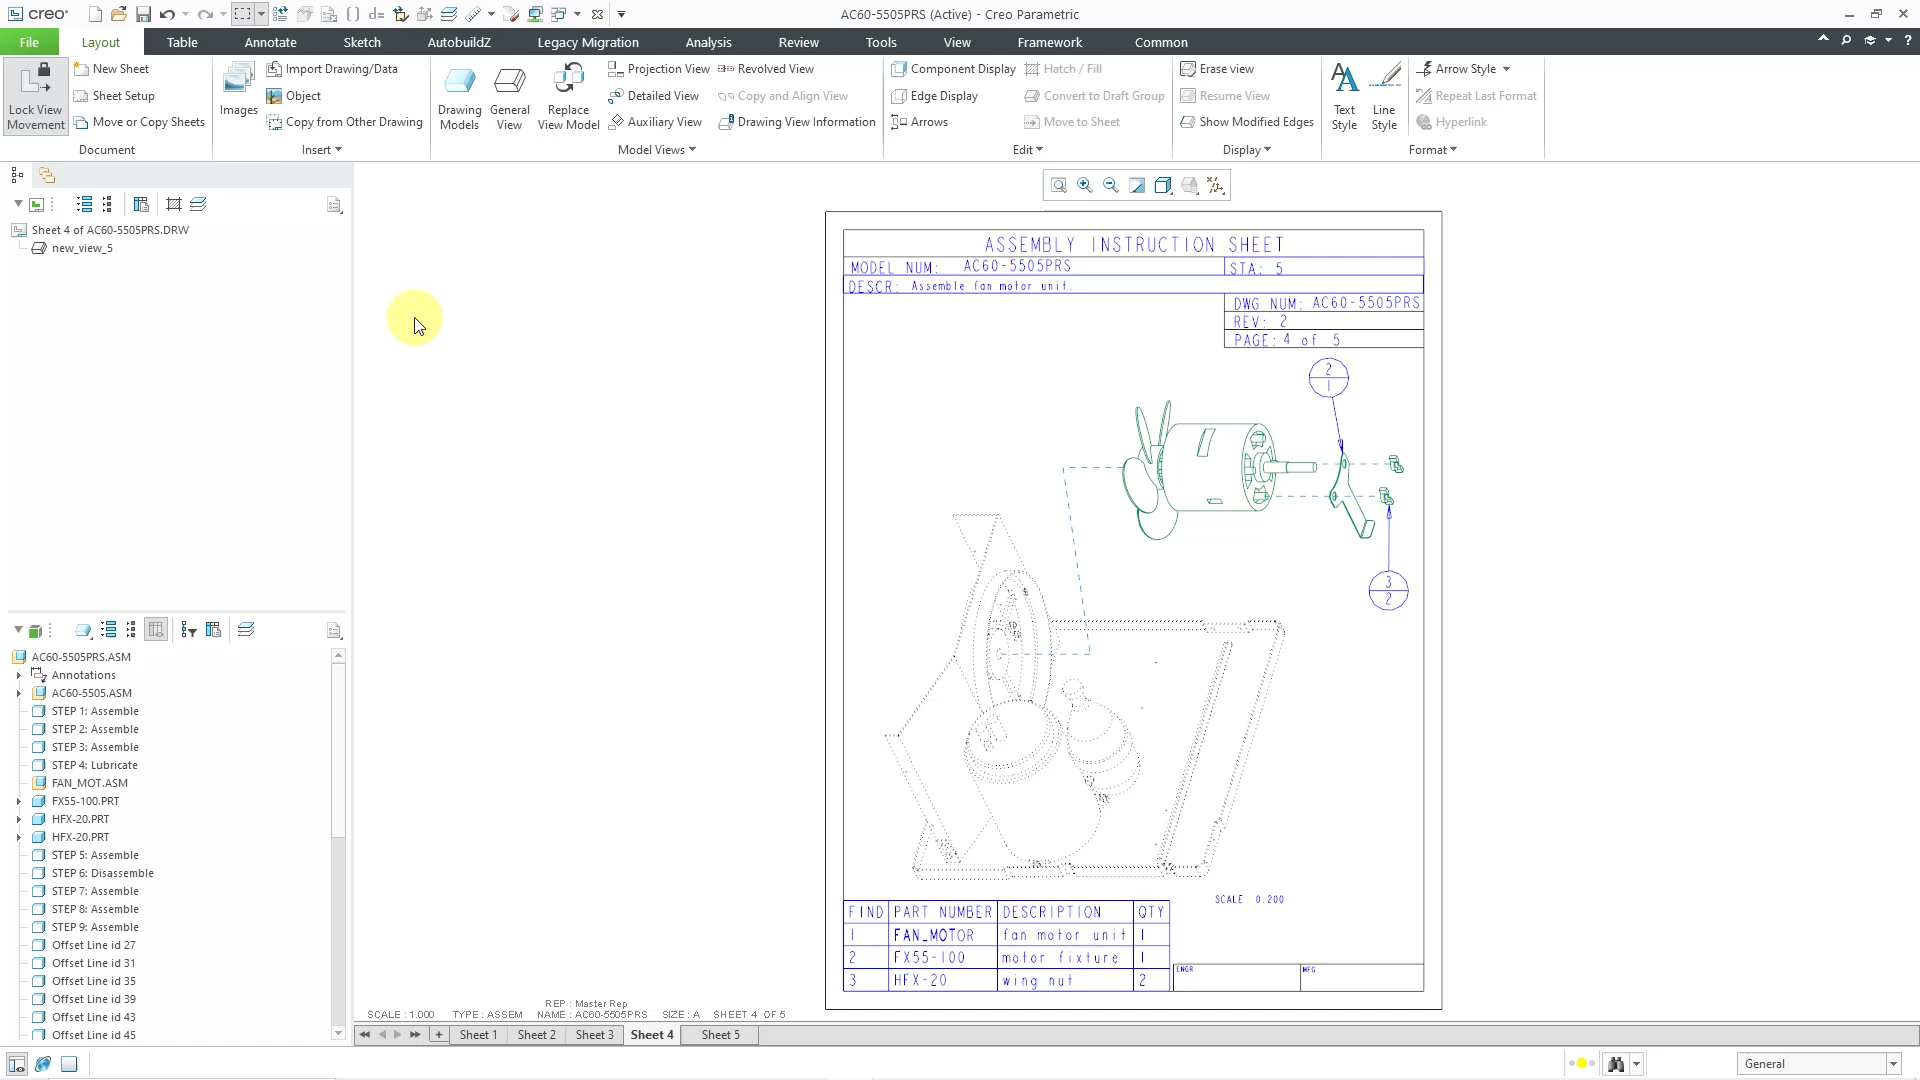 creo
AC60-5505PRS (Active) - Creo Parametric
File
Layout
Table
Annotate
Sketch
AutobuildZ
Legacy Migration
Analysis
Review
Tools
View
Framework
Common
Lock View Movement
New Sheet
Sheet Setup
Move or Copy Sheets
Document
Images
Import Drawing/Data
Object
Copy from Other Drawing
Insert
Drawing Models
General View
Replace View Model
Projection View
Detailed View
Auxiliary View
Revolved View
Copy and Align View
Drawing View Information
Model Views
Component Display
Edge Display
Arrows
Hatch / Fill
Convert to Draft Group
Move to Sheet
Edit
Erase view
Resume View
Show Modified Edges
Display
Text Style
Line Style
Arrow Style
Repeat Last Format
Hyperlink
Format
Sheet 4 of AC60-5505PRS.DRW
new_view_5
AC60-5505PRS.ASM
Annotations
AC60-5505.ASM
STEP 1: Assemble
STEP 2: Assemble
STEP 3: Assemble
STEP 4: Lubricate
FAN_MOT.ASM
FX55-100.PRT
HFX-20.PRT
HFX-20.PRT
STEP 5: Assemble
STEP 6: Disassemble
STEP 7: Assemble
STEP 8: Assemble
STEP 9: Assemble
Offset Line id 27
Offset Line id 31
Offset Line id 35
Offset Line id 39
Offset Line id 43
Offset Line id 45
ASSEMBLY INSTRUCTION SHEET
MODEL NUM: AC60-5505PRS
STA: 5
DESCR: Assemble fan motor unit.
DWG NUM: AC60-5505PRS
REV: 2
PAGE: 4 of 5
2
1
3
2
SCALE 0.200
FIND PART NUMBER DESCRIPTION QTY
1 FAN_MOTOR fan motor unit 1
2 FX55-100 motor fixture 1
3 HFX-20 wing nut 2
ENGR
MFG
REP : Master Rep
SCALE : 1.000 TYPE : ASSEM NAME : AC60-5505PRS SIZE : A SHEET 4 OF 5
Sheet 1
Sheet 2
Sheet 3
Sheet 4
Sheet 5
General